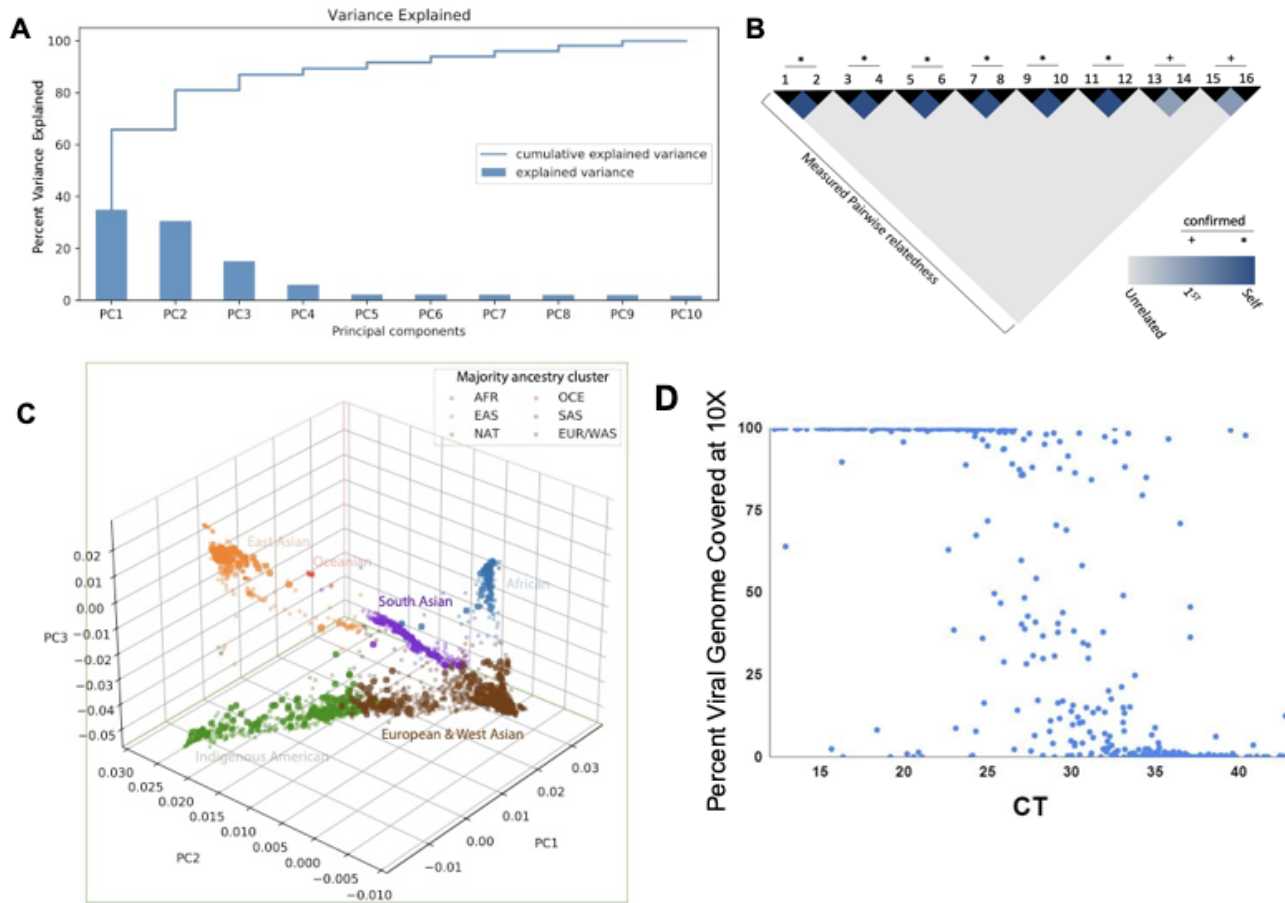 A
Variance Explained
100
80
60
40
20
0
Percent Variance Explained
cumulative explained variance
explained variance
PC1 PC2 PC3 PC4 PC5 PC6 PC7 PC8 PC9 PC10
Principal components
B
* * * * * * + +
1 2 3 4 5 6 7 8 9 10 11 12 13 14 15 16
Measured Pairwise relatedness
confirmed
+ *
Unrelated 1ST Self
C
Majority ancestry cluster
AFR OCE
EAS SAS
NAT EUR/WAS
East Asian
Oceanian
African
South Asian
European & West Asian
Indigenous American
PC3
0.02
0.01
0.00
−0.01
−0.02
−0.03
−0.04
−0.05
0.030
0.025
0.020
0.015
0.010
0.005
0.000
−0.005
−0.010
PC2
−0.01
0.00
0.01
0.02
0.03
PC1
D
Percent Viral Genome Covered at 10X
100
75
50
25
0
15 20 25 30 35 40
CT